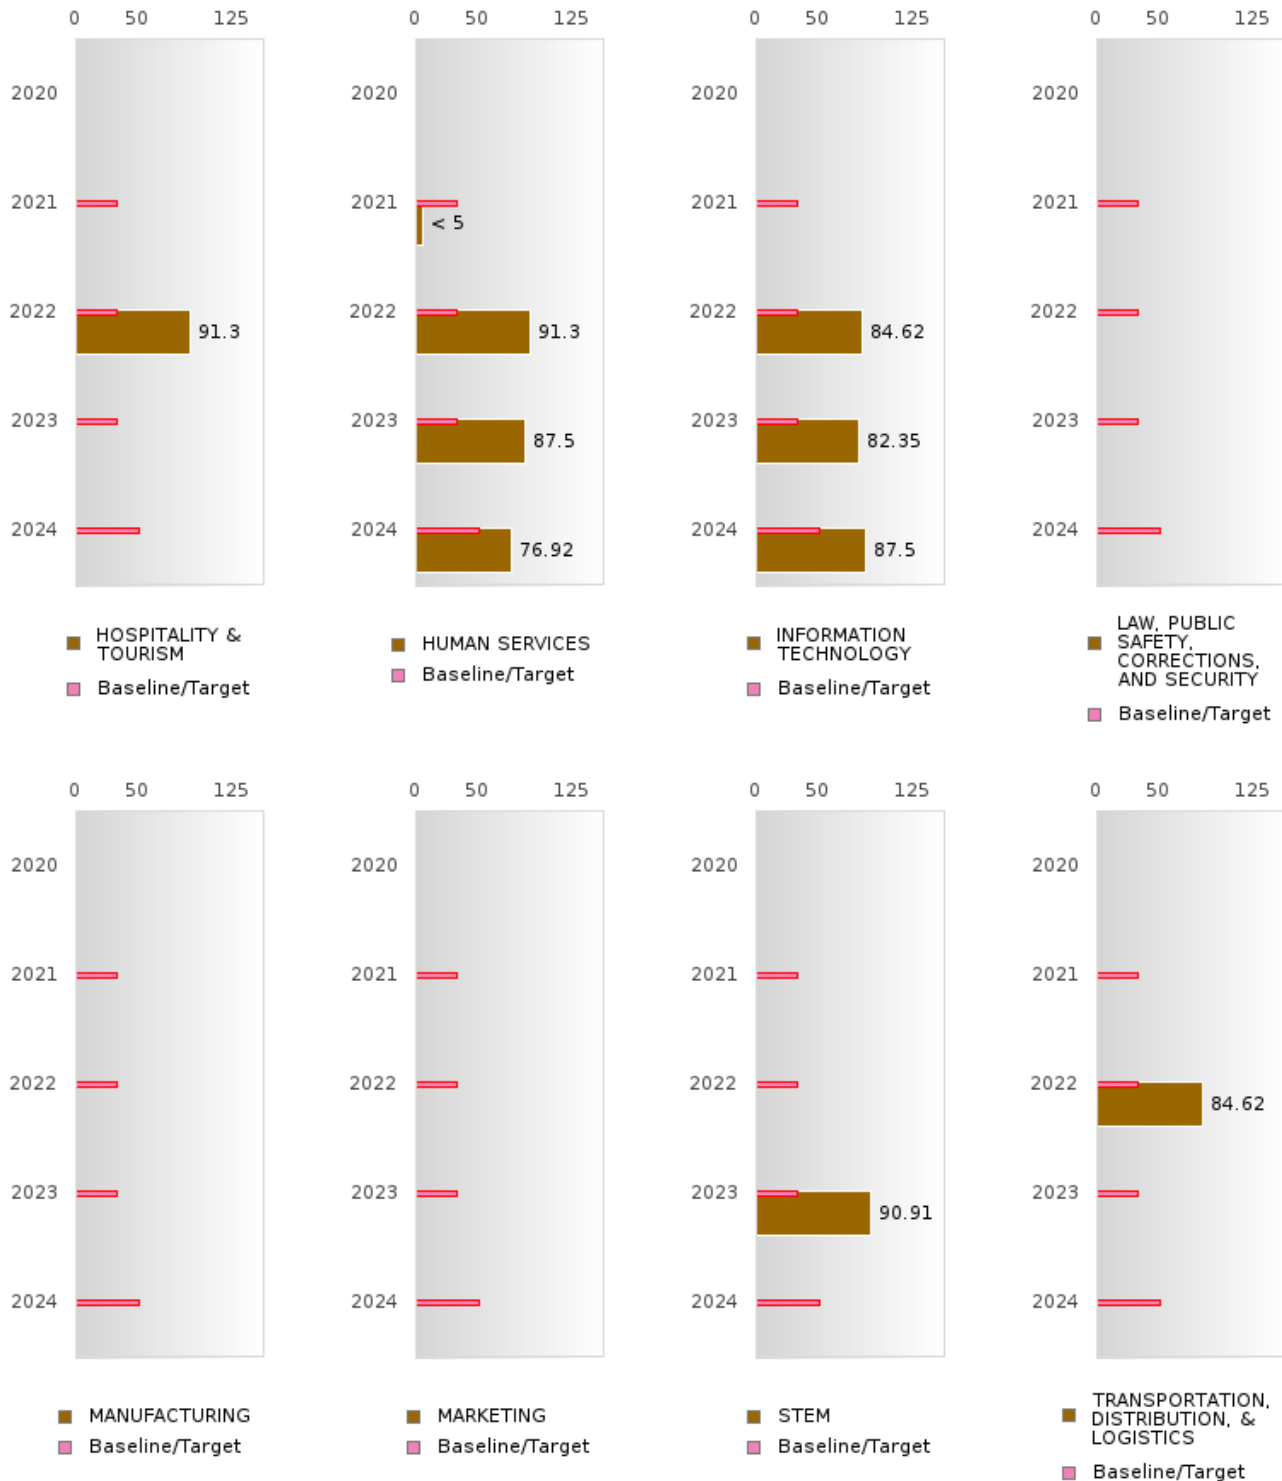 0 50 125
2020
2021
2022
91.3
2023
2024
HOSPITALITY &
TOURISM
Baseline/Target
0 50 125
2020
2021
< 5
2022
91.3
2023
87.5
2024
76.92
HUMAN SERVICES
Baseline/Target
0 50 125
2020
2021
2022
84.62
2023
82.35
2024
87.5
INFORMATION
TECHNOLOGY
Baseline/Target
0 50 125
2020
2021
2022
2023
2024
LAW, PUBLIC
SAFETY,
CORRECTIONS,
AND SECURITY
Baseline/Target
0 50 125
2020
2021
2022
2023
2024
MANUFACTURING
Baseline/Target
0 50 125
2020
2021
2022
2023
2024
MARKETING
Baseline/Target
0 50 125
2020
2021
2022
2023
90.91
2024
STEM
Baseline/Target
0 50 125
2020
2021
2022
84.62
2023
2024
TRANSPORTATION,
DISTRIBUTION, &
LOGISTICS
Baseline/Target